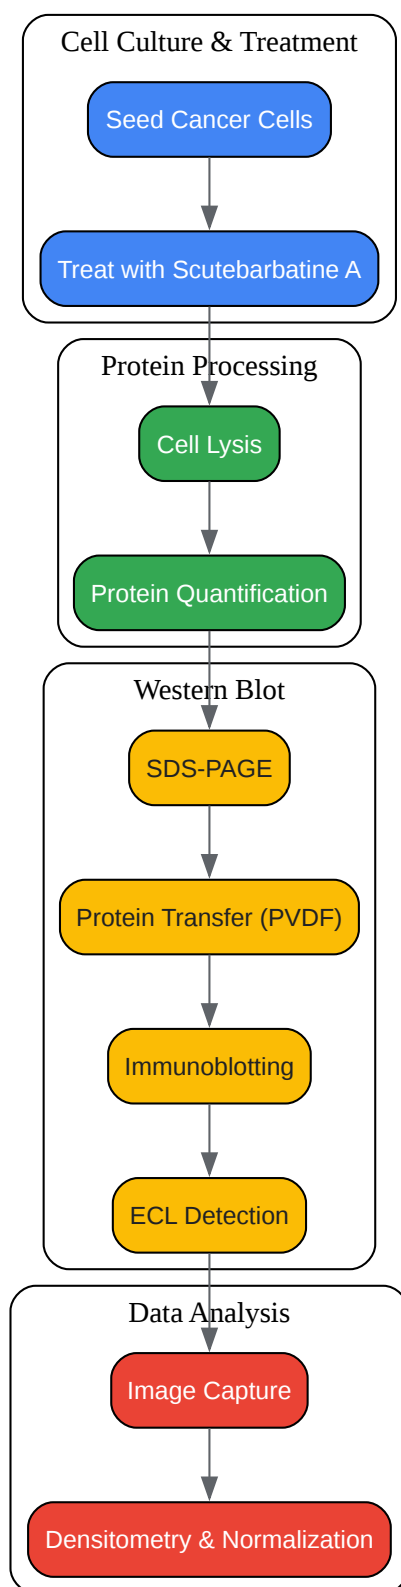 Cell Culture & Treatment
Seed Cancer Cells
Treat with Scutebarbatine A
Protein Processing
Cell Lysis
Protein Quantification
Western Blot
SDS-PAGE
Protein Transfer (PVDF)
Immunoblotting
ECL Detection
Data Analysis
Image Capture
Densitometry & Normalization